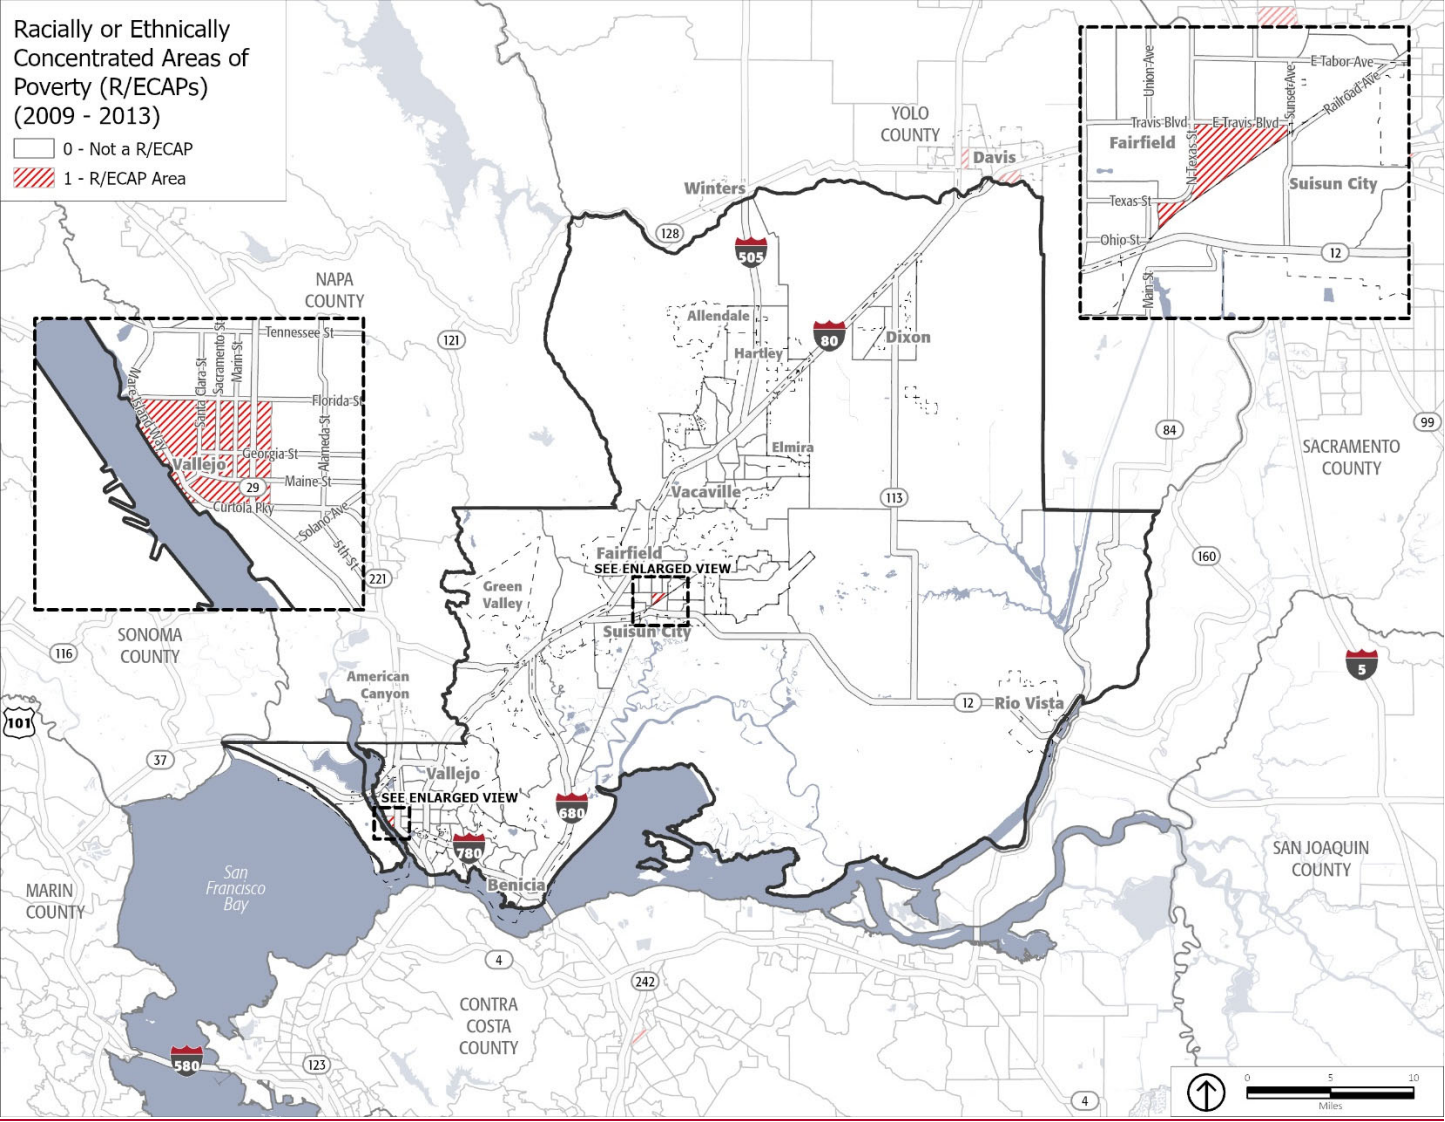 Racially or Ethnically
Concentrated Areas of
Poverty (R/ECAPs)
(2009 - 2013)
0 - Not a R/ECAP
1 - R/ECAP Area
YOLO
COUNTY
Davis
Winters
128
505
NAPA
COUNTY
121
Allendale
80
Dixon
Hartley
Elmira
Vacaville
113
84
99
SACRAMENTO
COUNTY
160
Fairfield
SEE ENLARGED VIEW
Green
Valley
Suisun City
221
SONOMA
COUNTY
116
American
Canyon
101
37
12
Rio Vista
5
Vallejo
SEE ENLARGED VIEW
680
780
Benicia
San
Francisco
Bay
MARIN
COUNTY
SAN JOAQUIN
COUNTY
4
242
CONTRA
COSTA
COUNTY
580
123
4
0 5 10
Miles
Union Ave
E Tabor Ave
Sunset Ave
Railroad Ave
Travis Blvd
E Travis Blvd
Fairfield
N Texas St
Suisun City
Texas St
Ohio St
12
Main St
Tennessee St
Mare Island Way
Santa Clara St
Sacramento St
Marin St
Florida St
Alameda St
Georgia St
Vallejo
Maine St
29
Curtola Pky
Solano Ave
5th St